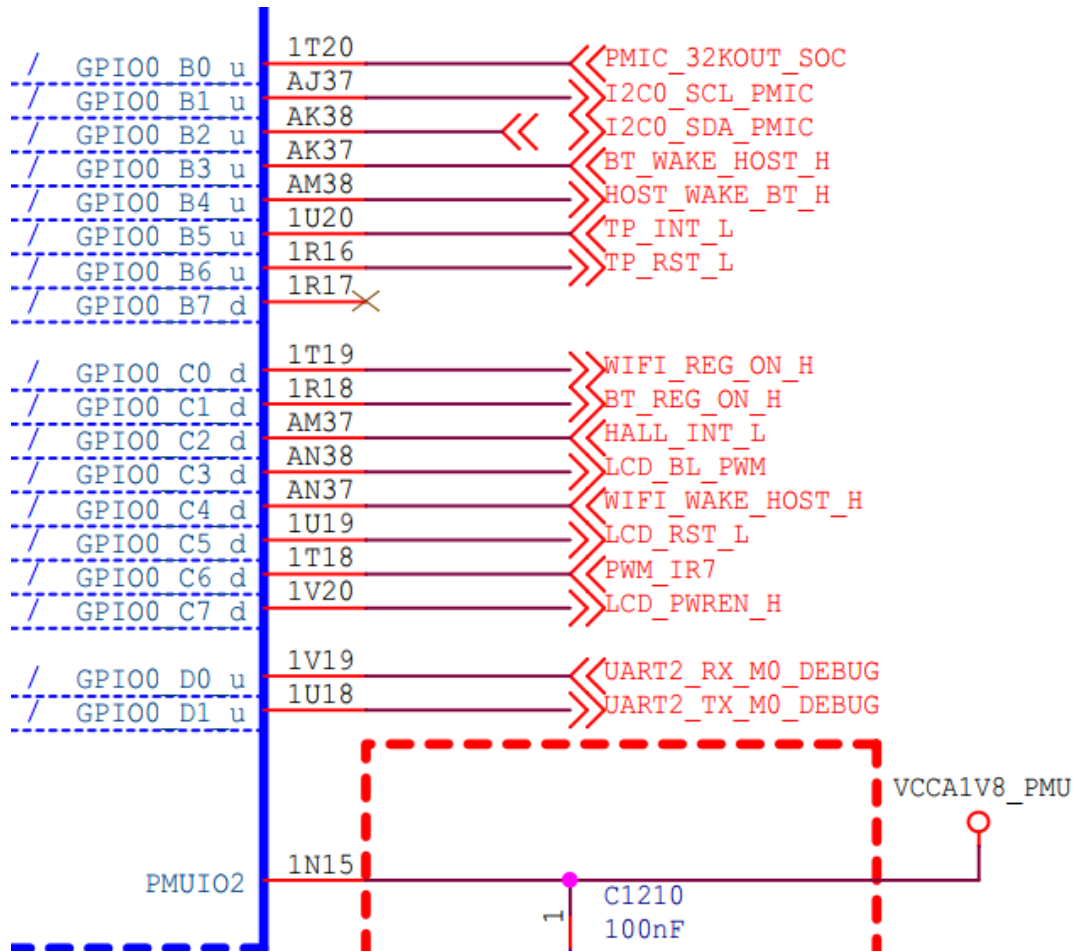 / GPIO0_B0_u 1T20 PMIC_32KOUT_SOC
/ GPIO0_B1_u AJ37 I2C0_SCL_PMIC
/ GPIO0_B2_u AK38 I2C0_SDA_PMIC
/ GPIO0_B3_u AK37 BT_WAKE_HOST_H
/ GPIO0_B4_u AM38 HOST_WAKE_BT_H
/ GPIO0_B5_u 1U20 TP_INT_L
/ GPIO0_B6_u 1R16 TP_RST_L
/ GPIO0_B7_d 1R17
/ GPIO0_C0_d 1T19 WIFI_REG_ON_H
/ GPIO0_C1_d 1R18 BT_REG_ON_H
/ GPIO0_C2_d AM37 HALL_INT_L
/ GPIO0_C3_d AN38 LCD_BL_PWM
/ GPIO0_C4_d AN37 WIFI_WAKE_HOST_H
/ GPIO0_C5_d 1U19 LCD_RST_L
/ GPIO0_C6_d 1T18 PWM_IR7
/ GPIO0_C7_d 1V20 LCD_PWREN_H
/ GPIO0_D0_u 1V19 UART2_RX_M0_DEBUG
/ GPIO0_D1_u 1U18 UART2_TX_M0_DEBUG
VCCA1V8_PMU
PMUIO2 1N15
1 C1210
100nF